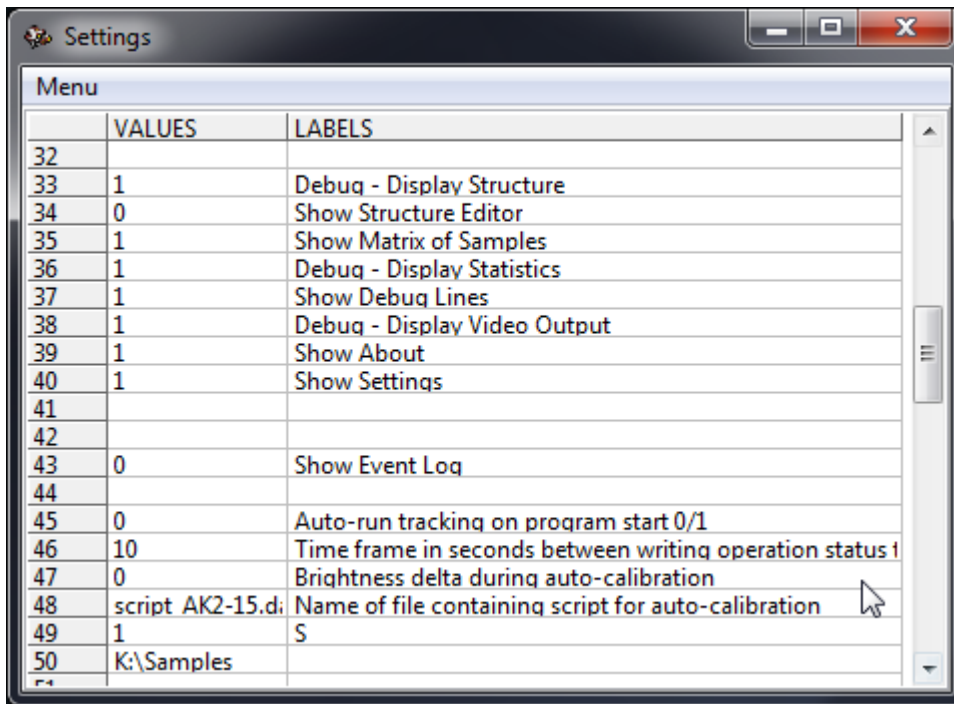 Settings
Menu
VALUES LABELS
32
33 1 Debug - Display Structure
34 0 Show Structure Editor
35 1 Show Matrix of Samples
36 1 Debug - Display Statistics
37 1 Show Debug Lines
38 1 Debug - Display Video Output
39 1 Show About
40 1 Show Settings
41
42
43 0 Show Event Log
44
45 0 Auto-run tracking on program start 0/1
46 10 Time frame in seconds between writing operation status
47 0 Brightness delta during auto-calibration
48 script_AK2-15.d Name of file containing script for auto-calibration
49 1 S
50 K:\Samples